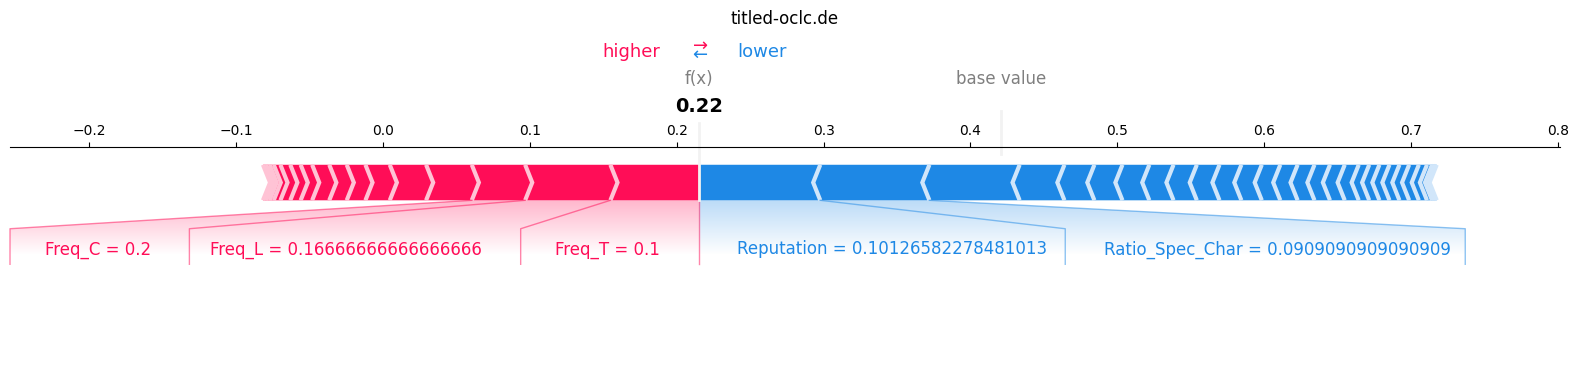 titled-oclc.de
higher → ← lower
f(x) base value
0.22
−0.2 −0.1 0.0 0.1 0.2 0.3 0.4 0.5 0.6 0.7 0.8
Freq_C = 0.2 Freq_L = 0.16666666666666666 Freq_T = 0.1 Reputation = 0.10126582278481013 Ratio_Spec_Char = 0.0909090909090909